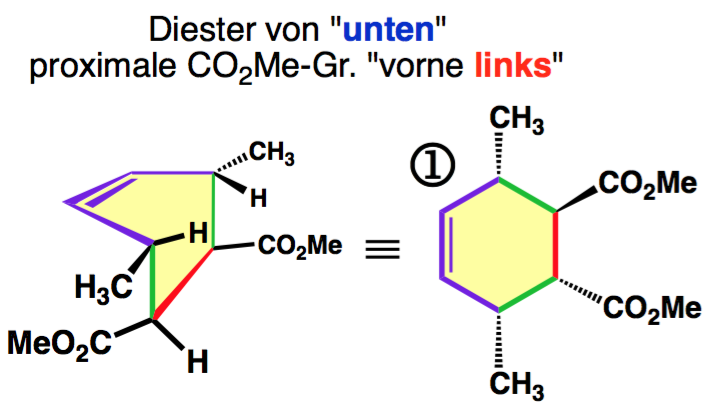 Diester von "unten"
proximale CO₂Me-Gr. "vorne links"
CH₃
H
H
CO₂Me
H₃C
MeO₂C
H
≡
①
CH₃
CO₂Me
CO₂Me
CH₃